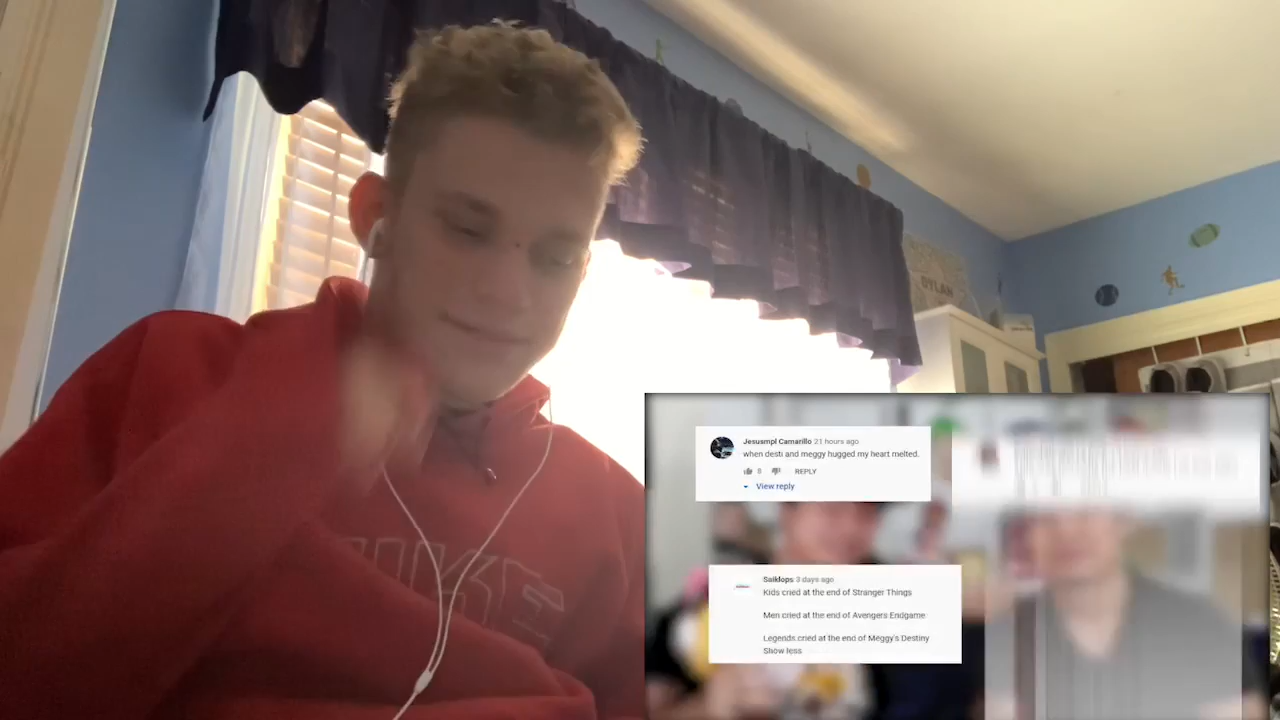 DYLAN
NIKE
Jesusmpl Camarillo 21 hours ago
when desti and meggy hugged my heart melted.
8 REPLY
View reply
Saiklops 3 days ago
Kids cried at the end of Stranger Things
Men cried at the end of Avengers Endgame
Legends cried at the end of Meggy's Destiny
Show less